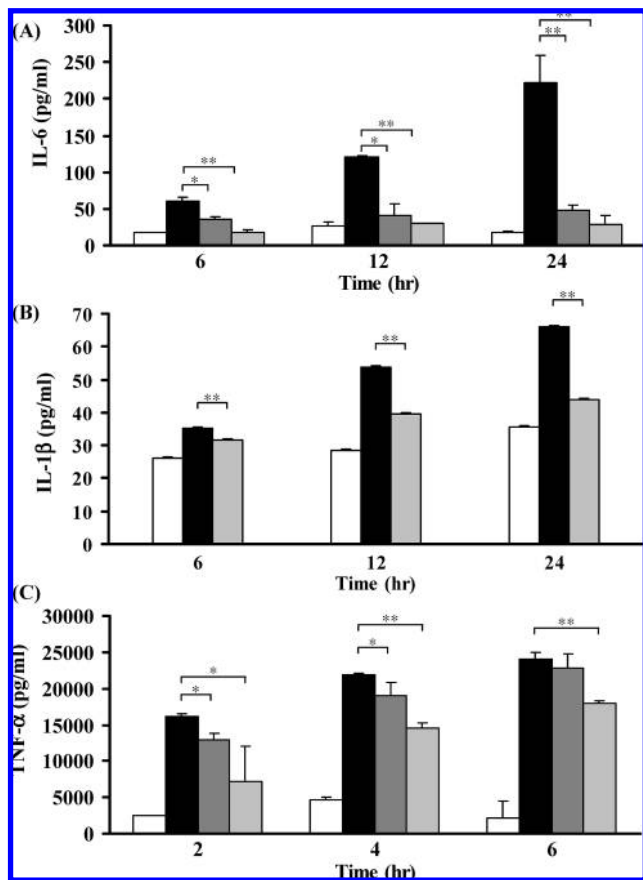 (A)
IL-6 (pg/ml)
300
250
200
150
100
50
0
* **
* **
** **
6 12 24
Time (hr)
(B)
IL-1β (pg/ml)
70
60
50
40
30
20
10
0
**
**
**
6 12 24
Time (hr)
(C)
TNF-α (pg/ml)
30000
25000
20000
15000
10000
5000
0
* *
* **
**
2 4 6
Time (hr)